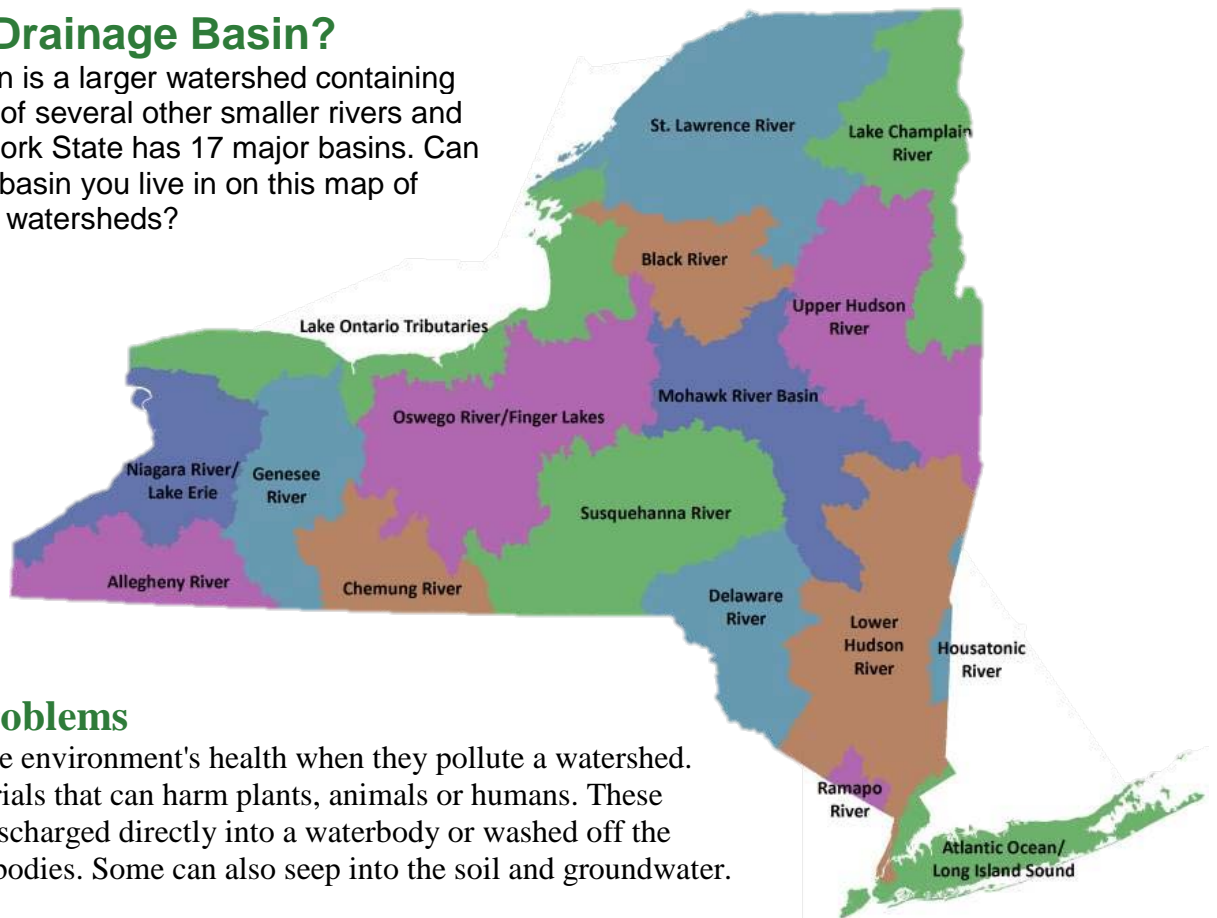 Drainage Basin?
n is a larger watershed containing
of several other smaller rivers and
ork State has 17 major basins. Can
basin you live in on this map of
watersheds?
St. Lawrence River
Lake Champlain
River
Black River
Upper Hudson
River
Lake Ontario Tributaries
Mohawk River Basin
Oswego River/Finger Lakes
Niagara River/
Lake Erie
Genesee
River
Susquehanna River
Allegheny River
Chemung River
Delaware
River
Lower
Hudson
River
Housatonic
River
oblems
e environment's health when they pollute a watershed.
rials that can harm plants, animals or humans. These
scharged directly into a waterbody or washed off the
bodies. Some can also seep into the soil and groundwater.
Ramapo
River
Atlantic Ocean/
Long Island Sound